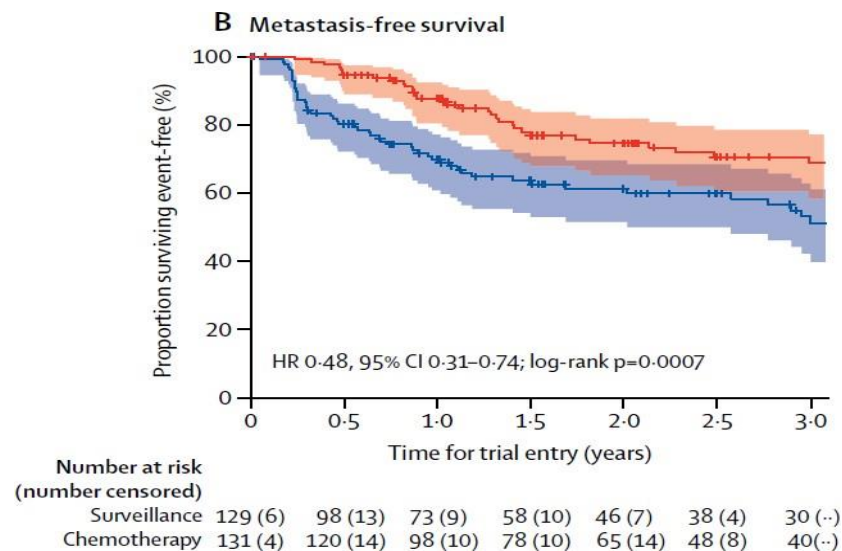 B Metastasis-free survival
Proportion surviving event-free (%)
100
80
60
40
20
0
HR 0·48, 95% CI 0·31–0·74; log-rank p=0·0007
0 0·5 1·0 1·5 2·0 2·5 3·0
Time for trial entry (years)
Number at risk
(number censored)
Surveillance 129 (6) 98 (13) 73 (9) 58 (10) 46 (7) 38 (4) 30 (··)
Chemotherapy 131 (4) 120 (14) 98 (10) 78 (10) 65 (14) 48 (8) 40(··)